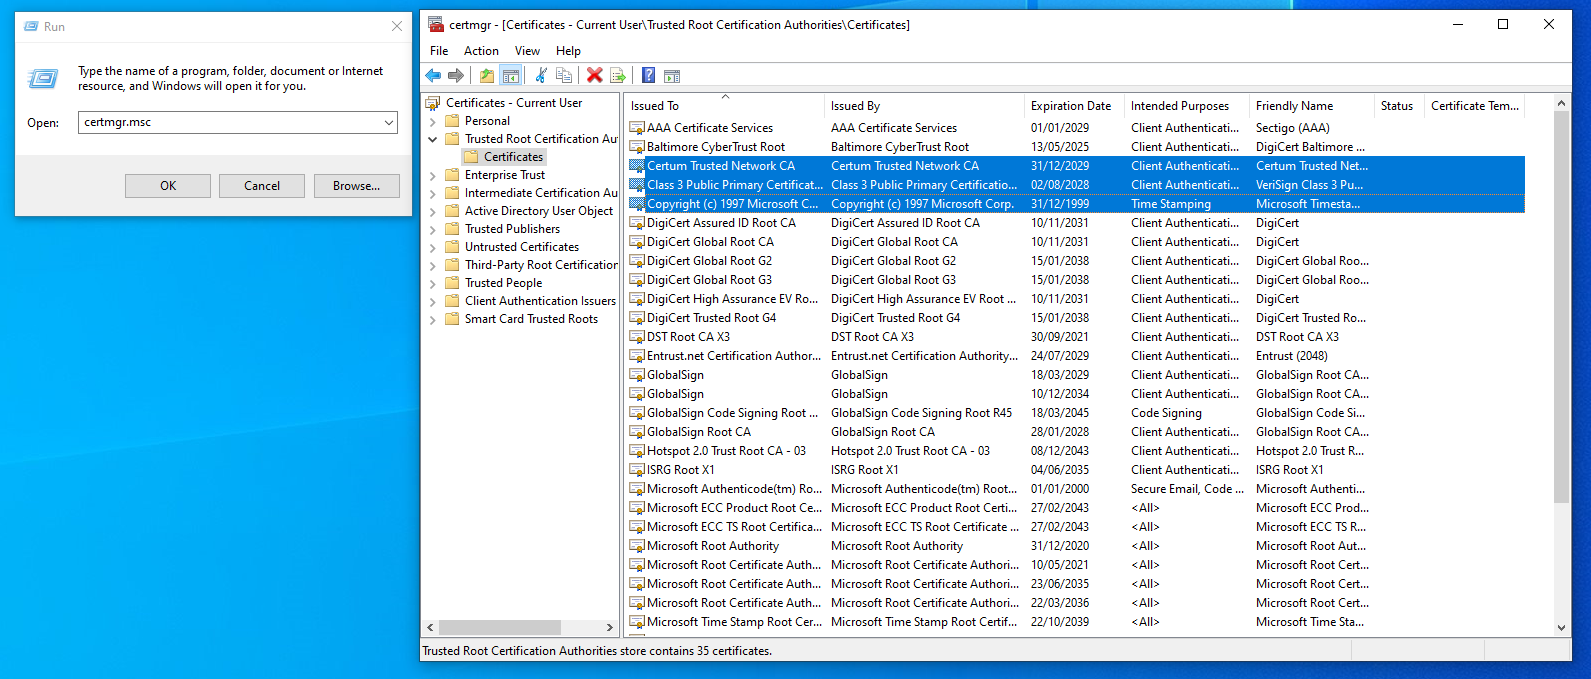 Run
Type the name of a program, folder, document or Internet
resource, and Windows will open it for you.
Open:
certmgr.msc
OK
Cancel
Browse...
certmgr - [Certificates - Current User\Trusted Root Certification Authorities\Certificates]
File Action View Help
Certificates - Current User
Personal
Trusted Root Certification Au
Certificates
Enterprise Trust
Intermediate Certification Au
Active Directory User Object
Trusted Publishers
Untrusted Certificates
Third-Party Root Certification
Trusted People
Client Authentication Issuers
Smart Card Trusted Roots
Issued To Issued By Expiration Date Intended Purposes Friendly Name Status Certificate Tem...
AAA Certificate Services AAA Certificate Services 01/01/2029 Client Authenticati... Sectigo (AAA)
Baltimore CyberTrust Root Baltimore CyberTrust Root 13/05/2025 Client Authenticati... DigiCert Baltimore ...
Certum Trusted Network CA Certum Trusted Network CA 31/12/2029 Client Authenticati... Certum Trusted Net...
Class 3 Public Primary Certificat... Class 3 Public Primary Certificatio... 02/08/2028 Client Authenticati... VeriSign Class 3 Pu...
Copyright (c) 1997 Microsoft C... Copyright (c) 1997 Microsoft Corp. 31/12/1999 Time Stamping Microsoft Timesta...
DigiCert Assured ID Root CA DigiCert Assured ID Root CA 10/11/2031 Client Authenticati... DigiCert
DigiCert Global Root CA DigiCert Global Root CA 10/11/2031 Client Authenticati... DigiCert
DigiCert Global Root G2 DigiCert Global Root G2 15/01/2038 Client Authenticati... DigiCert Global Roo...
DigiCert Global Root G3 DigiCert Global Root G3 15/01/2038 Client Authenticati... DigiCert Global Roo...
DigiCert High Assurance EV Ro... DigiCert High Assurance EV Root ... 10/11/2031 Client Authenticati... DigiCert
DigiCert Trusted Root G4 DigiCert Trusted Root G4 15/01/2038 Client Authenticati... DigiCert Trusted Ro...
DST Root CA X3 DST Root CA X3 30/09/2021 Client Authenticati... DST Root CA X3
Entrust.net Certification Author... Entrust.net Certification Authority... 24/07/2029 Client Authenticati... Entrust (2048)
GlobalSign GlobalSign 18/03/2029 Client Authenticati... GlobalSign Root CA...
GlobalSign GlobalSign 10/12/2034 Client Authenticati... GlobalSign Root CA...
GlobalSign Code Signing Root ... GlobalSign Code Signing Root R45 18/03/2045 Code Signing GlobalSign Code Si...
GlobalSign Root CA GlobalSign Root CA 28/01/2028 Client Authenticati... GlobalSign Root CA...
Hotspot 2.0 Trust Root CA - 03 Hotspot 2.0 Trust Root CA - 03 08/12/2043 Client Authenticati... Hotspot 2.0 Trust R...
ISRG Root X1 ISRG Root X1 04/06/2035 Client Authenticati... ISRG Root X1
Microsoft Authenticode(tm) Ro... Microsoft Authenticode(tm) Root... 01/01/2000 Secure Email, Code ... Microsoft Authenti...
Microsoft ECC Product Root Ce... Microsoft ECC Product Root Certi... 27/02/2043 <All> Microsoft ECC Prod...
Microsoft ECC TS Root Certifica... Microsoft ECC TS Root Certificate ... 27/02/2043 <All> Microsoft ECC TS R...
Microsoft Root Authority Microsoft Root Authority 31/12/2020 <All> Microsoft Root Aut...
Microsoft Root Certificate Auth... Microsoft Root Certificate Authori... 10/05/2021 <All> Microsoft Root Cert...
Microsoft Root Certificate Auth... Microsoft Root Certificate Authori... 23/06/2035 <All> Microsoft Root Cert...
Microsoft Root Certificate Auth... Microsoft Root Certificate Authori... 22/03/2036 <All> Microsoft Root Cert...
Microsoft Time Stamp Root Cert... Microsoft Time Stamp Root Certif... 22/10/2039 <All> Microsoft Time Sta...
Trusted Root Certification Authorities store contains 35 certificates.